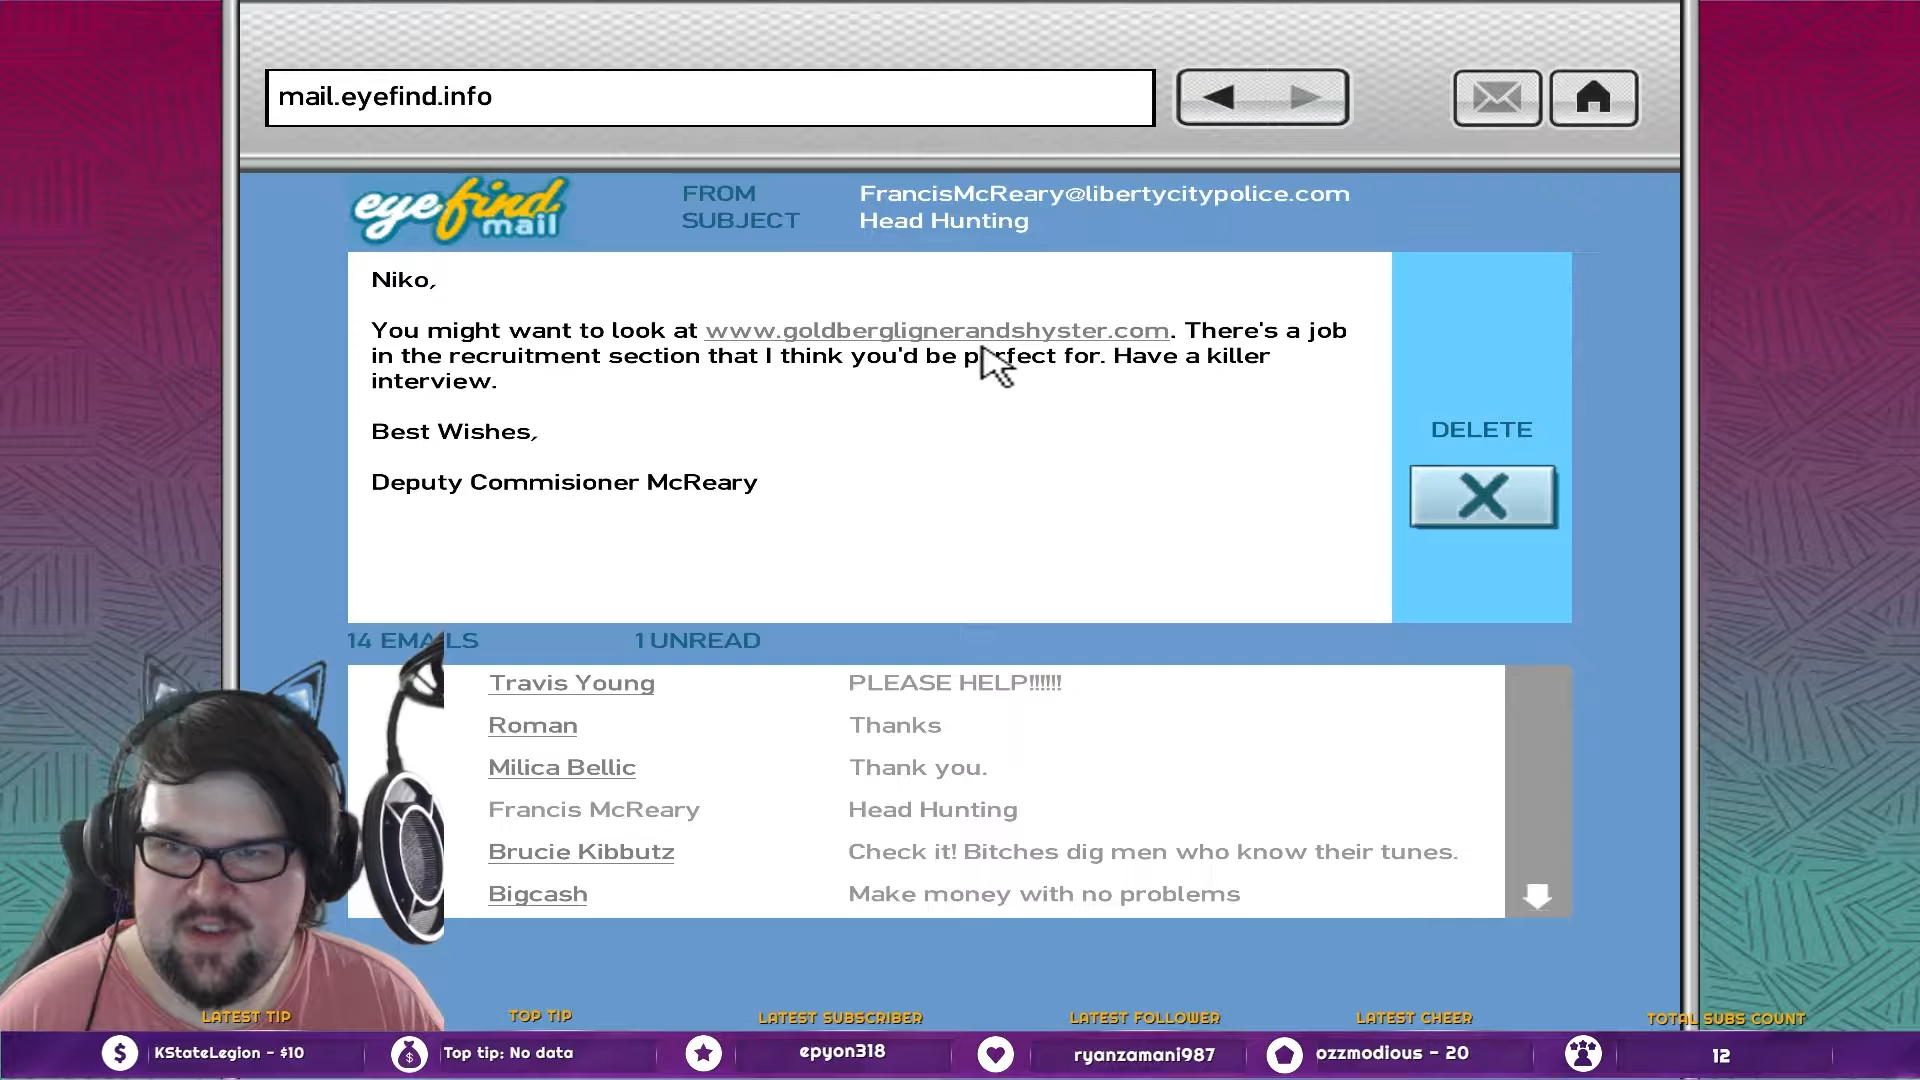 mail.eyefind.info
eyefind mail
FROM FrancisMcReary@libertycitypolice.com
SUBJECT Head Hunting
Niko,
You might want to look at www.goldberglignerandshyster.com. There's a job
in the recruitment section that I think you'd be perfect for. Have a killer
interview.
Best Wishes,
Deputy Commisioner McReary
DELETE
14 EMAILS 1 UNREAD
Travis Young PLEASE HELP!!!!!!
Roman Thanks
Milica Bellic Thank you.
Francis McReary Head Hunting
Brucie Kibbutz Check it! Bitches dig men who know their tunes.
Bigcash Make money with no problems
LATEST TIP TOP TIP LATEST SUBSCRIBER LATEST FOLLOWER LATEST CHEER TOTAL SUBS COUNT
KStateLegion - $10 Top tip: No data epyon318 ryanzamani987 ozzmodious - 20 12